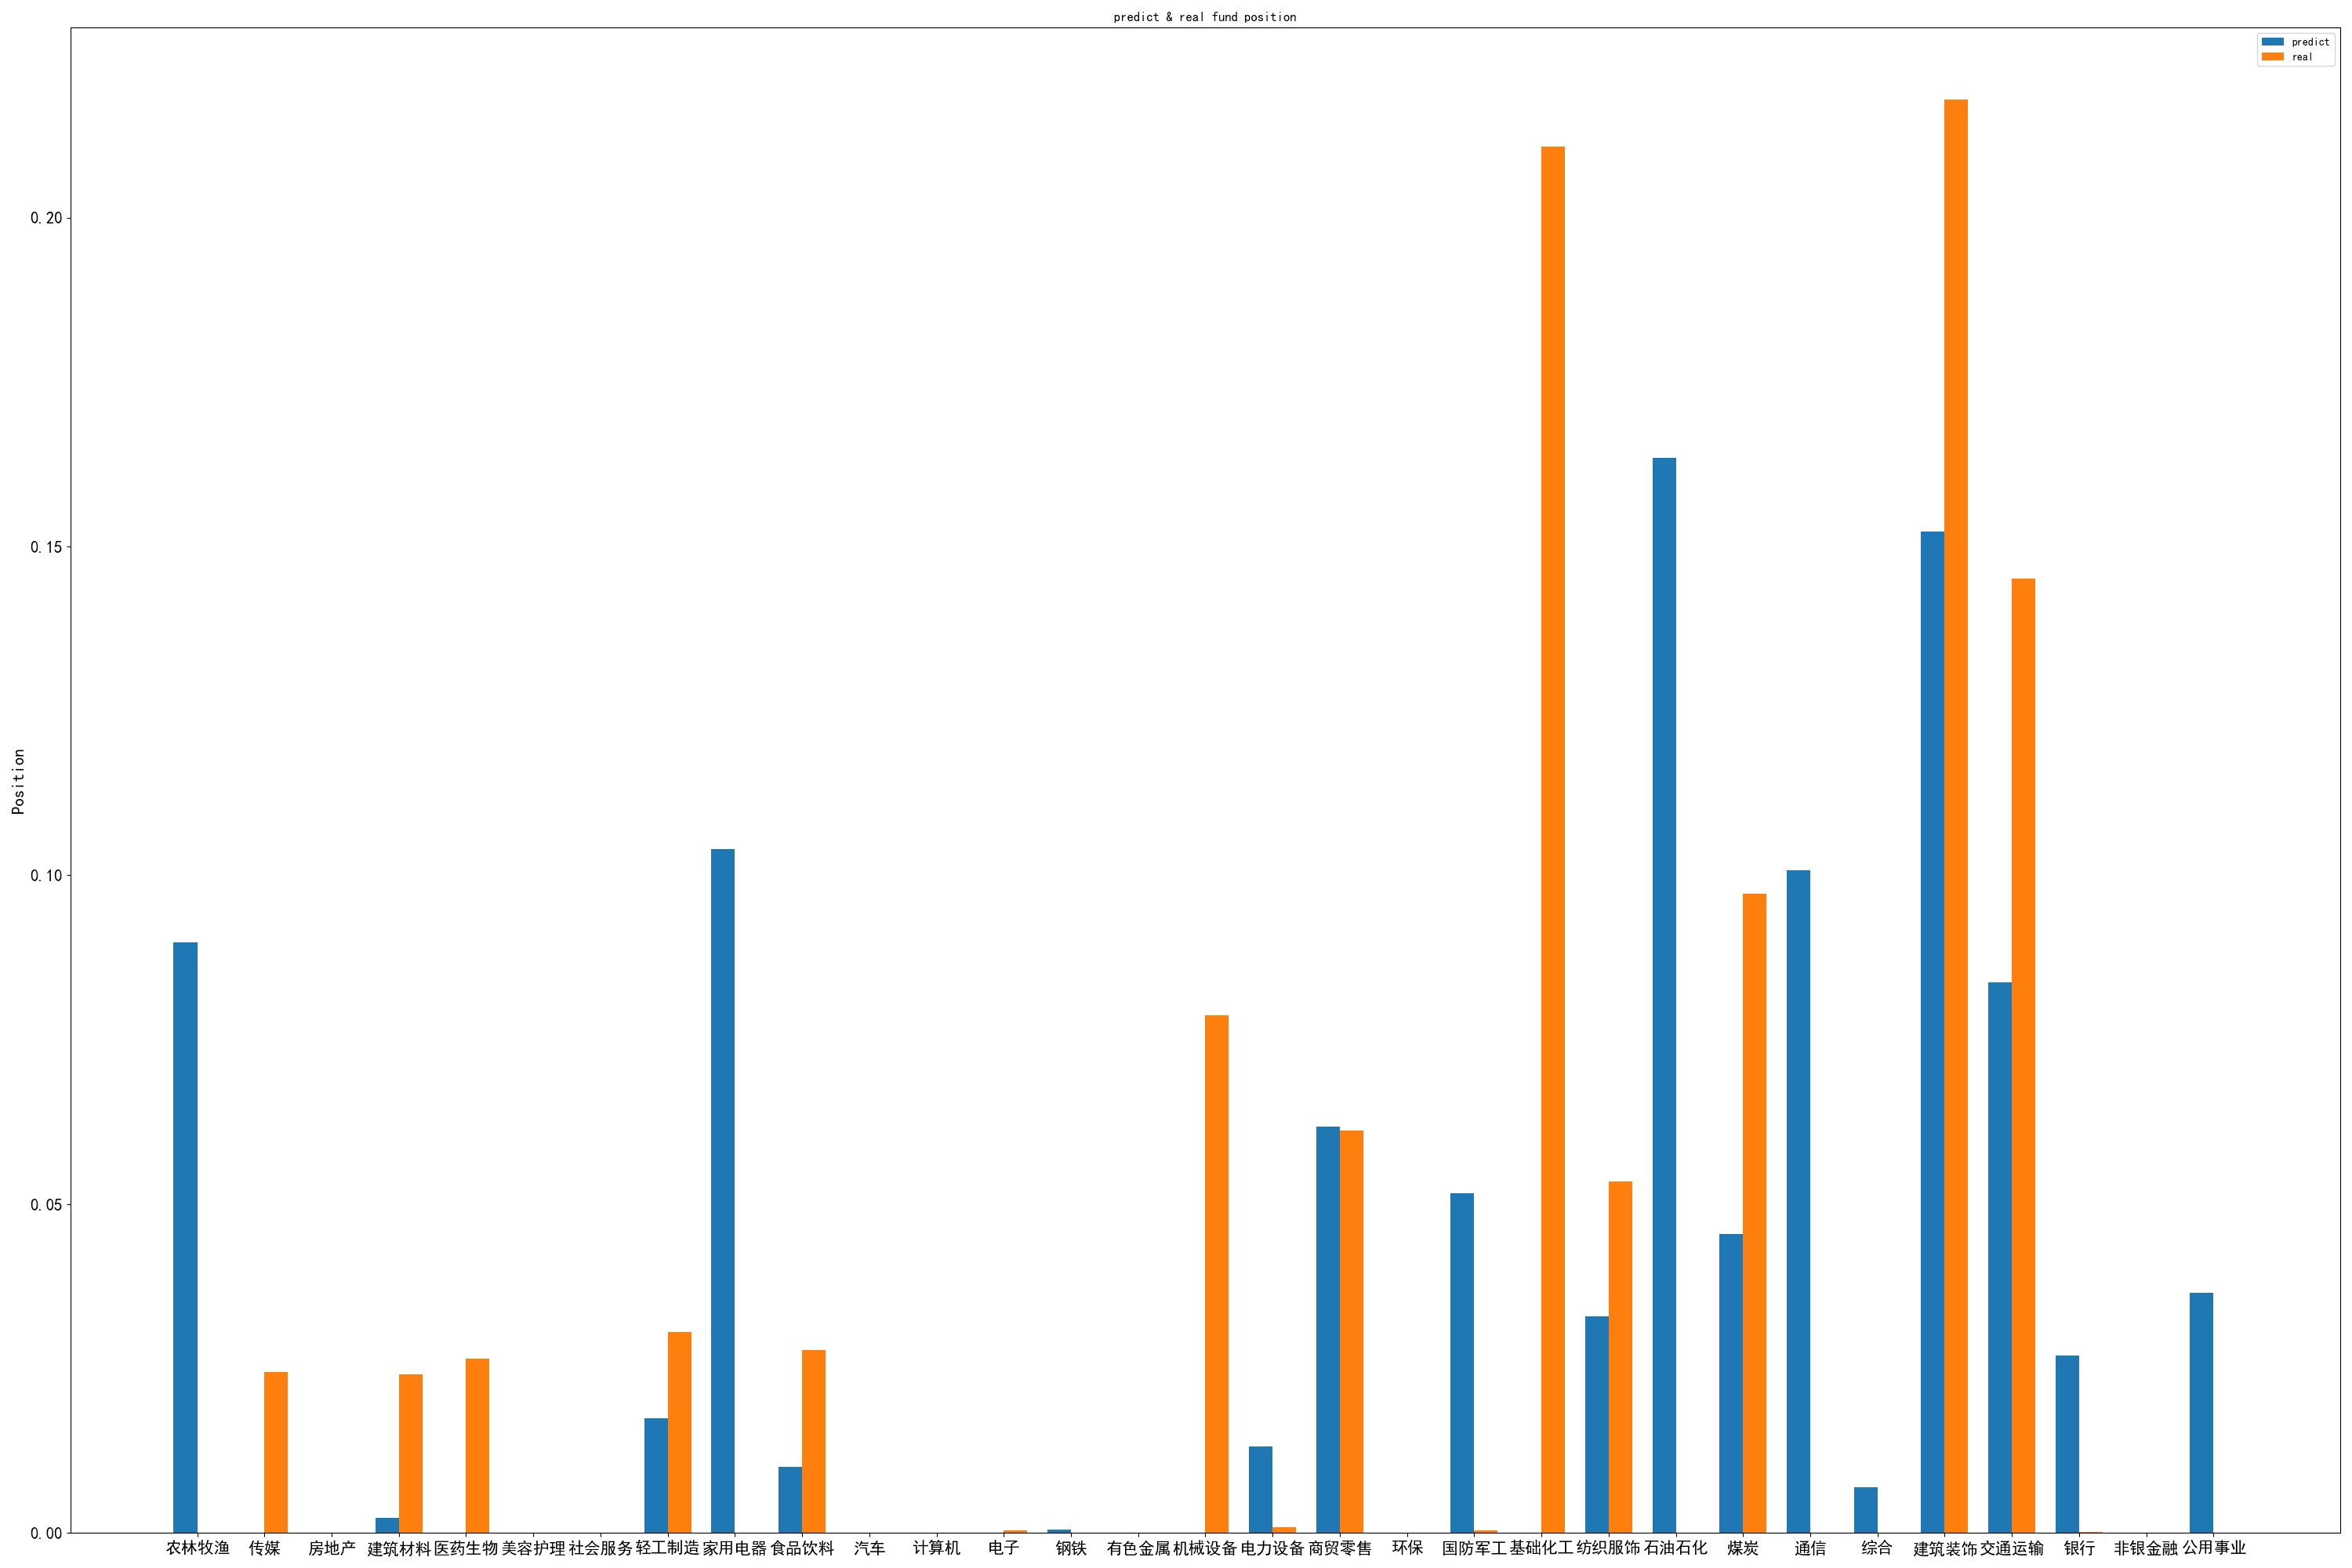 predict & real fund position
predict
real
Position
0.20
0.15
0.10
0.05
0.00
农林牧渔 传媒 房地产 建筑材料 医药生物 美容护理 社会服务 轻工制造 家用电器 食品饮料 汽车 计算机 电子 钢铁 有色金属 机械设备 电力设备 商贸零售 环保 国防军工 基础化工 纺织服饰 石油石化 煤炭 通信 综合 建筑装饰 交通运输 银行 非银金融 公用事业